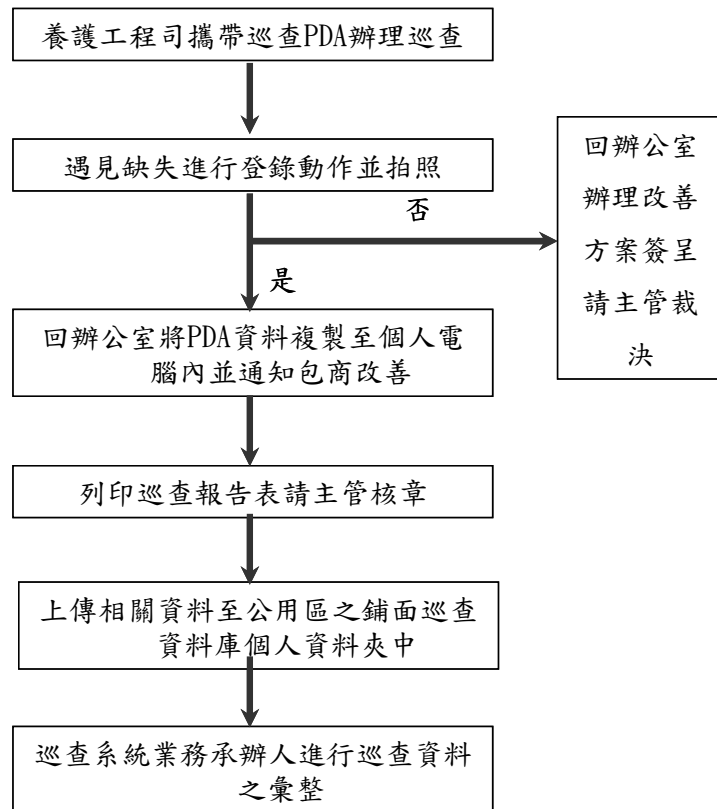 養護工程司攜帶巡查PDA辦理巡查
遇見缺失進行登錄動作並拍照
否
回辦公室
辦理改善
方案簽呈
請主管裁
決
是
回辦公室將PDA資料複製至個人電
腦內並通知包商改善
列印巡查報告表請主管核章
上傳相關資料至公用區之鋪面巡查
資料庫個人資料夾中
巡查系統業務承辦人進行巡查資料
之彙整